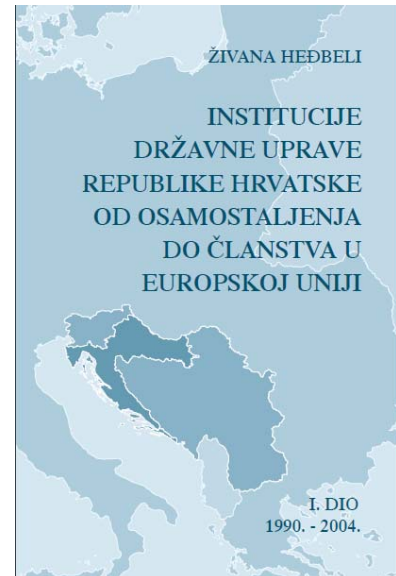 ŽIVANA HEĐBELI
INSTITUCIJE
DRŽAVNE UPRAVE
REPUBLIKE HRVATSKE
OD OSAMOSTALJENJA
DO ČLANSTVA U
EUROPSKOJ UNIJI
I. DIO
1990. - 2004.